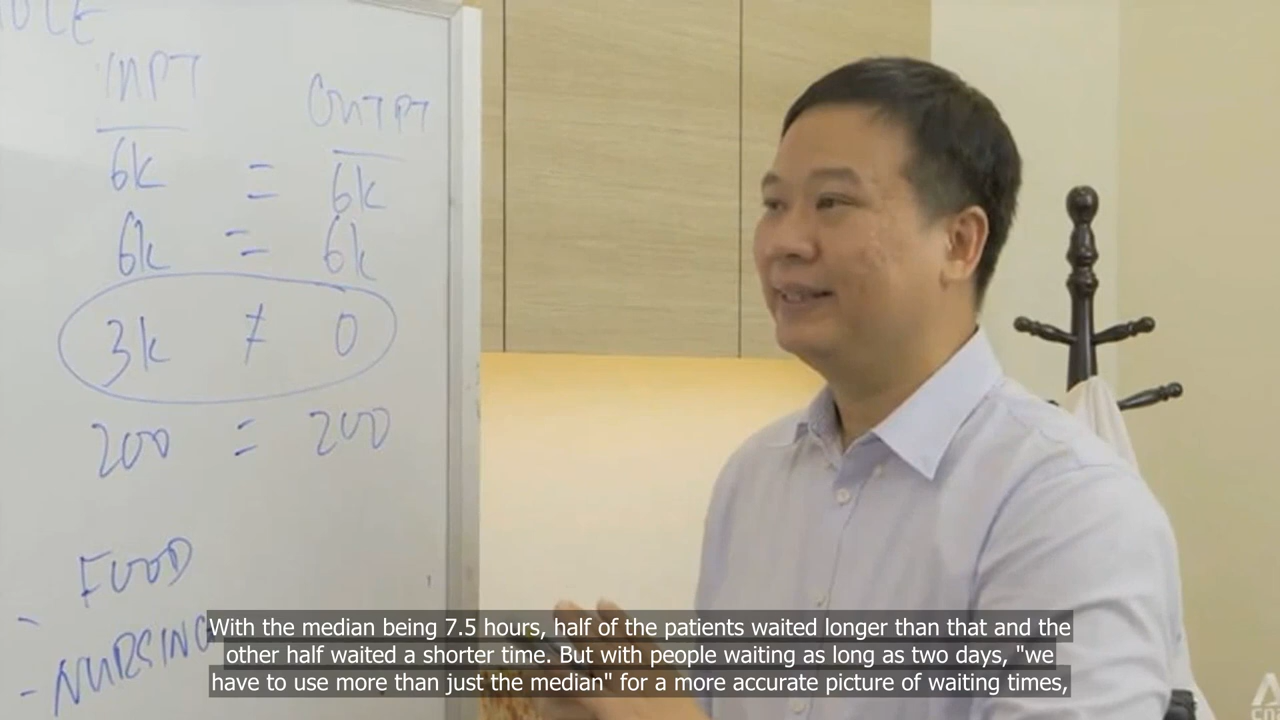 INPT OUTPT
6k = 6k
6k = 6k
3k ≠ 0
200 = 200
FOOD
- NURSING
With the median being 7.5 hours, half of the patients waited longer than that and the
other half waited a shorter time. But with people waiting as long as two days, "we
have to use more than just the median" for a more accurate picture of waiting times,